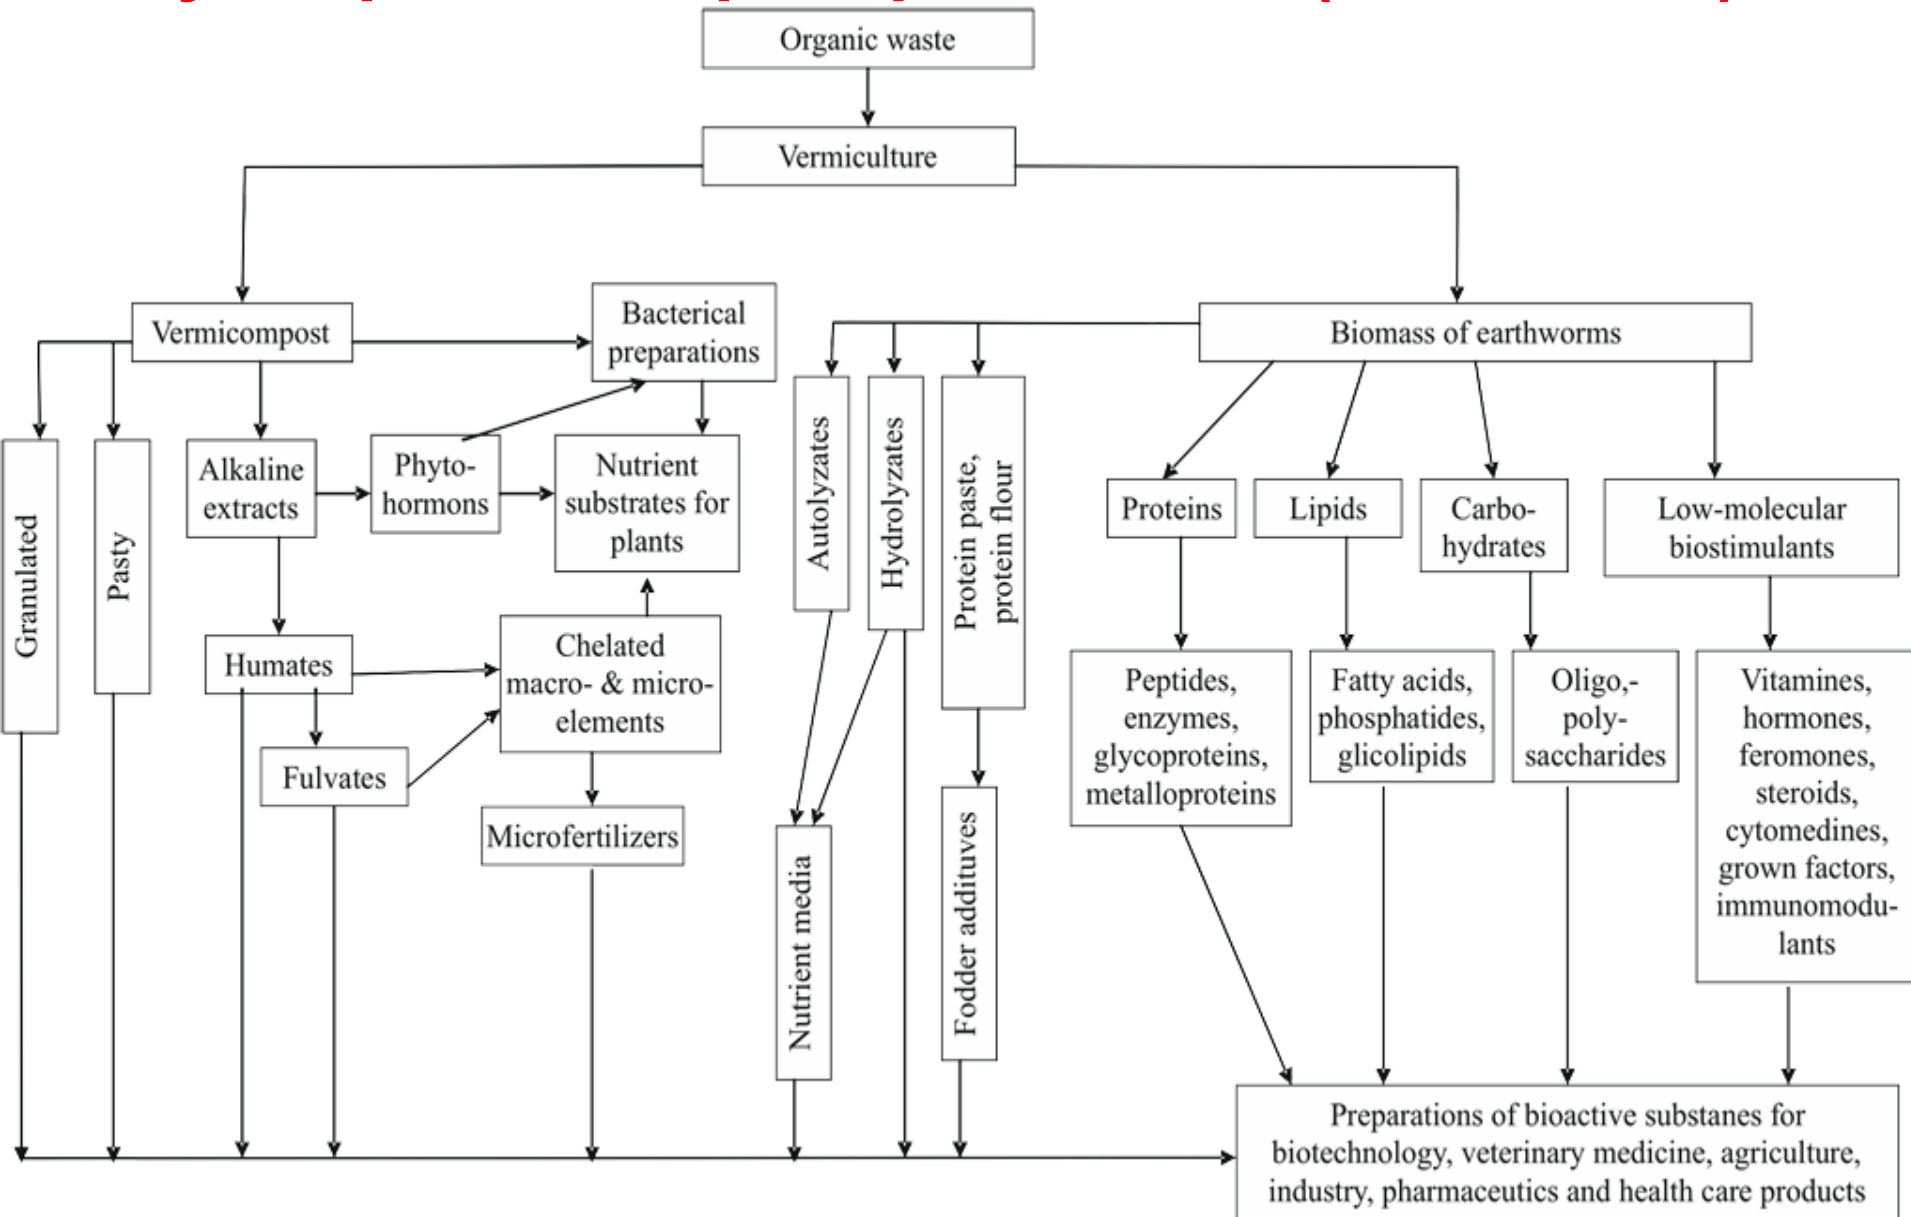 Organic waste
Vermiculture
Vermicompost
Bacterical
preparations
Biomass of earthworms
Granulated
Pasty
Alkaline
extracts
Phyto-
hormons
Nutrient
substrates for
plants
Autolyzates
Hydrolyzates
Protein paste,
protein flour
Proteins
Lipids
Carbo-
hydrates
Low-molecular
biostimulants
Humates
Chelated
macro- & micro-
elements
Fulvates
Microfertilizers
Nutrient media
Fodder addituves
Peptides,
enzymes,
glycoproteins,
metalloproteins
Fatty acids,
phosphatides,
glicolipids
Oligo,-
poly-
saccharides
Vitamines,
hormones,
feromones,
steroids,
cytomedines,
grown factors,
immunomodu-
lants
Preparations of bioactive substanes for
biotechnology, veterinary medicine, agriculture,
industry, pharmaceutics and health care products